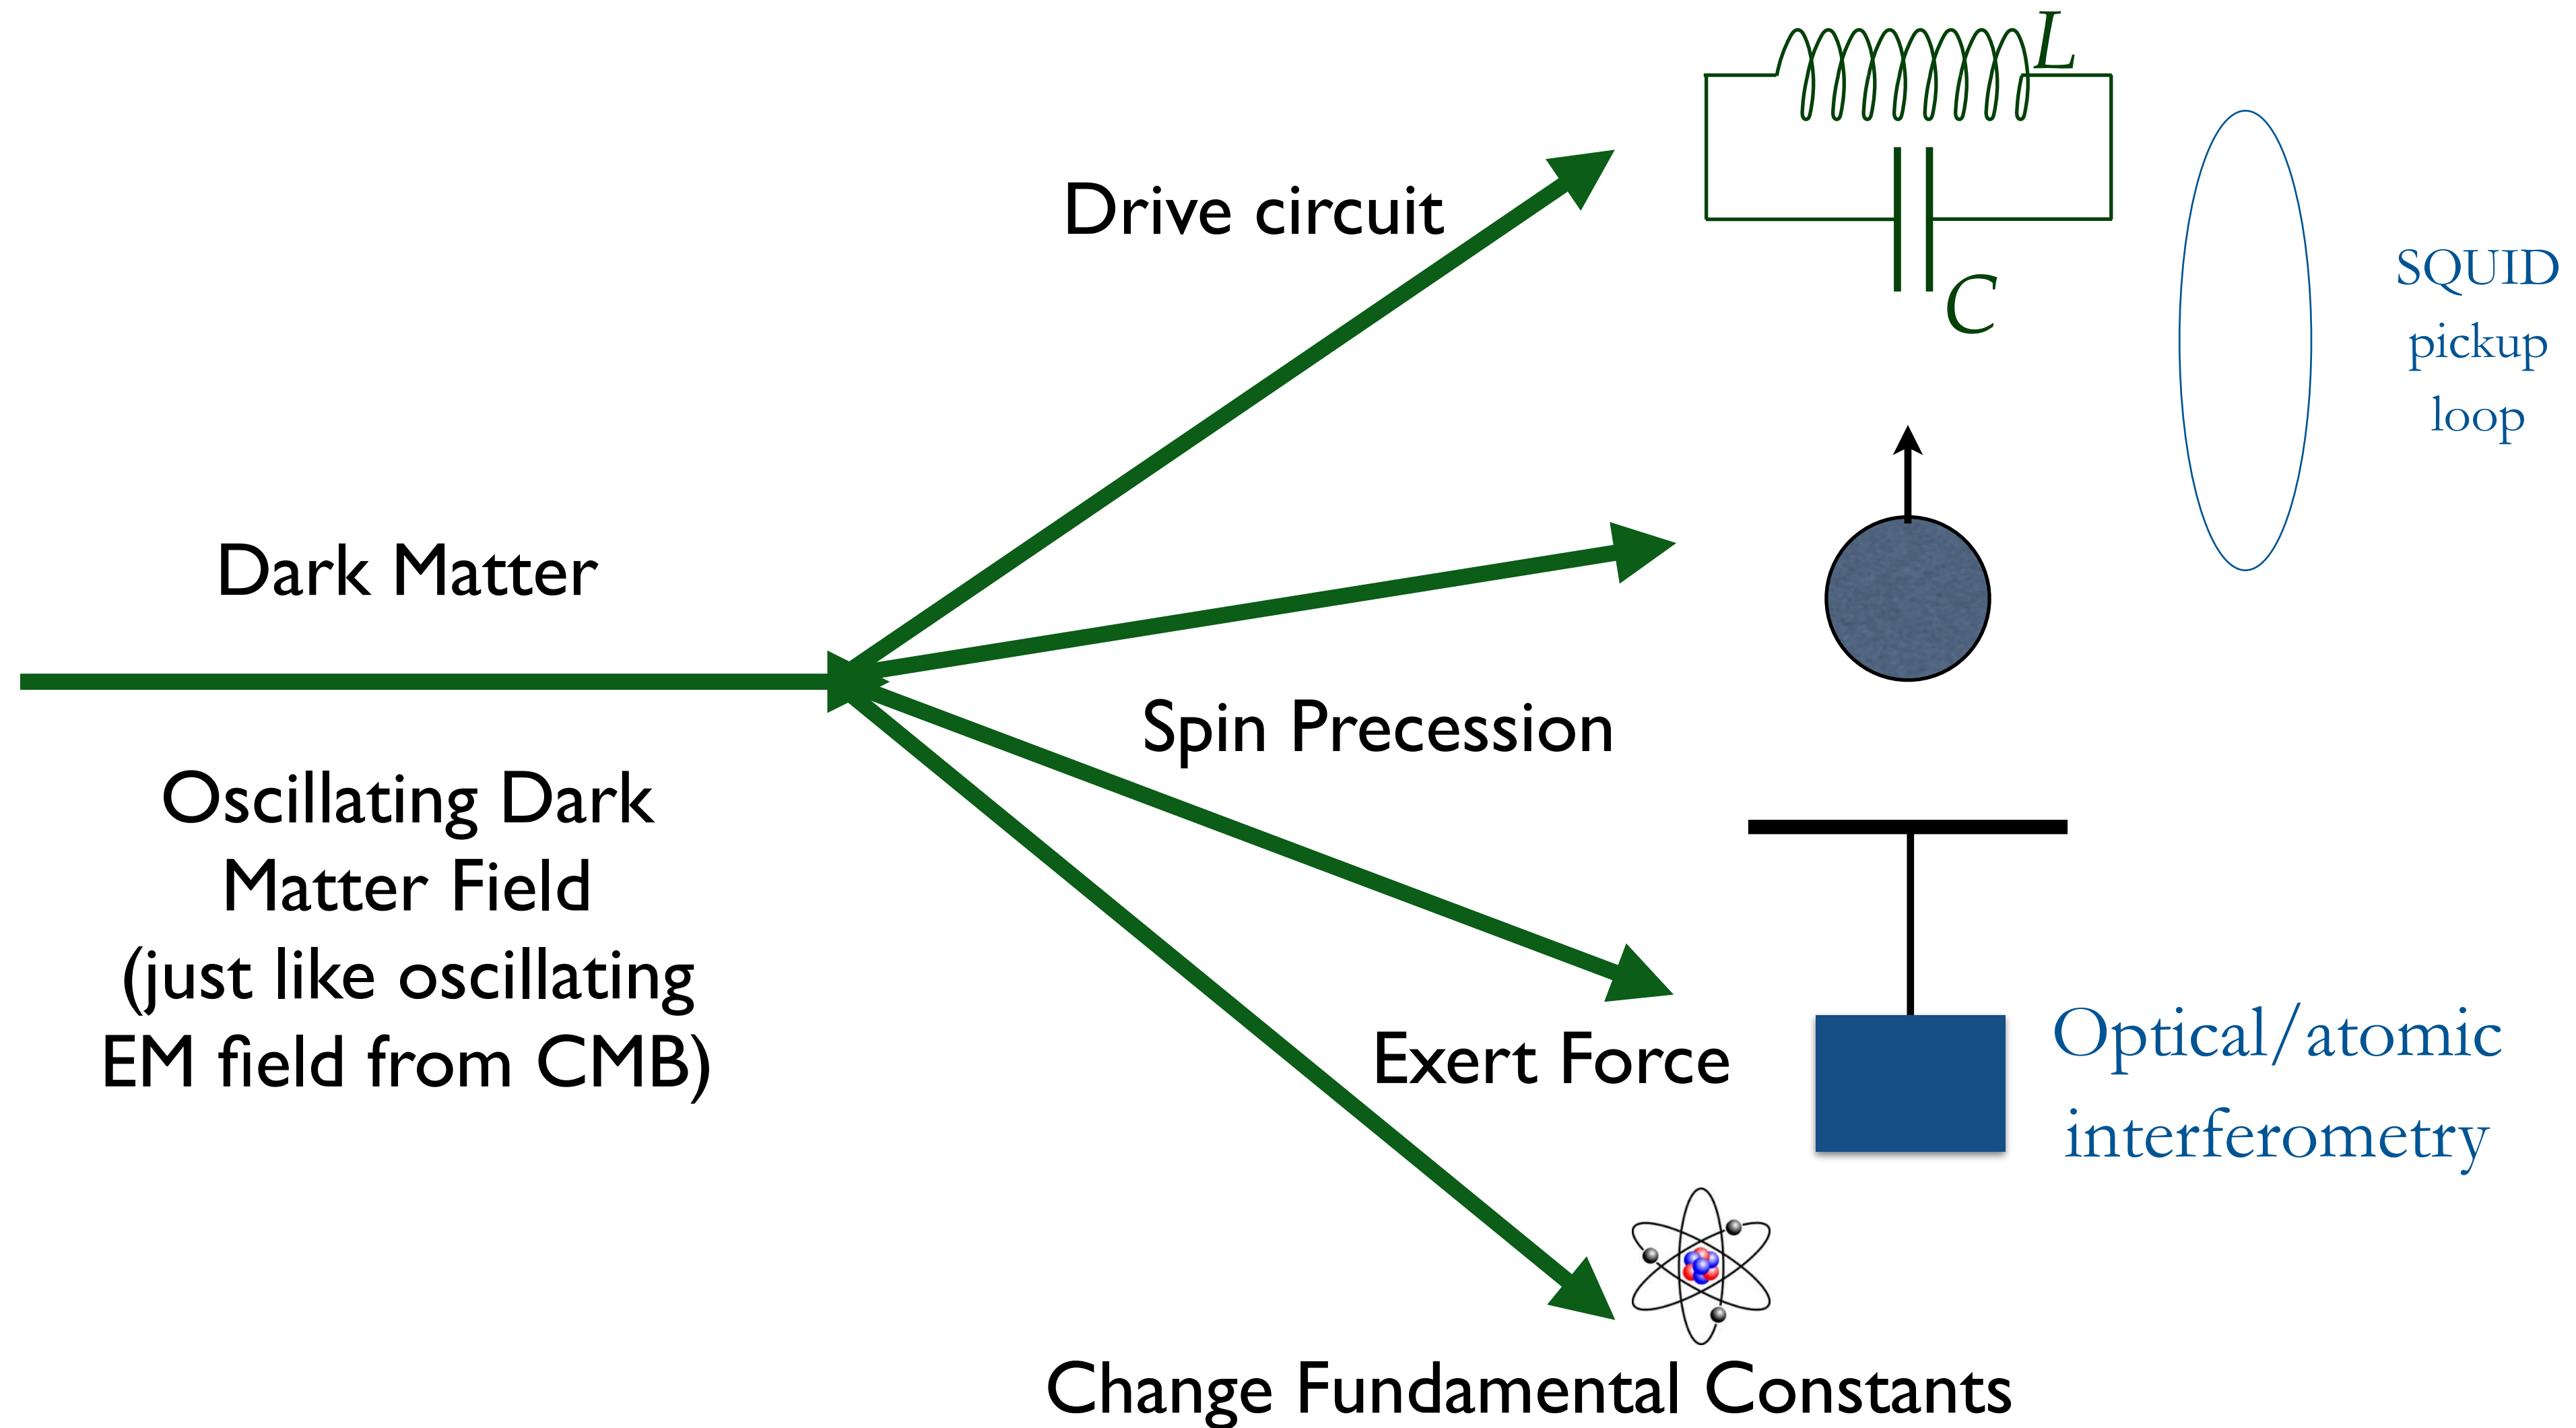 L
Drive circuit
C
SQUID
pickup
loop
Dark Matter
Spin Precession
Oscillating Dark
Matter Field
(just like oscillating
EM field from CMB)
Exert Force
Optical/atomic
interferometry
Change Fundamental Constants